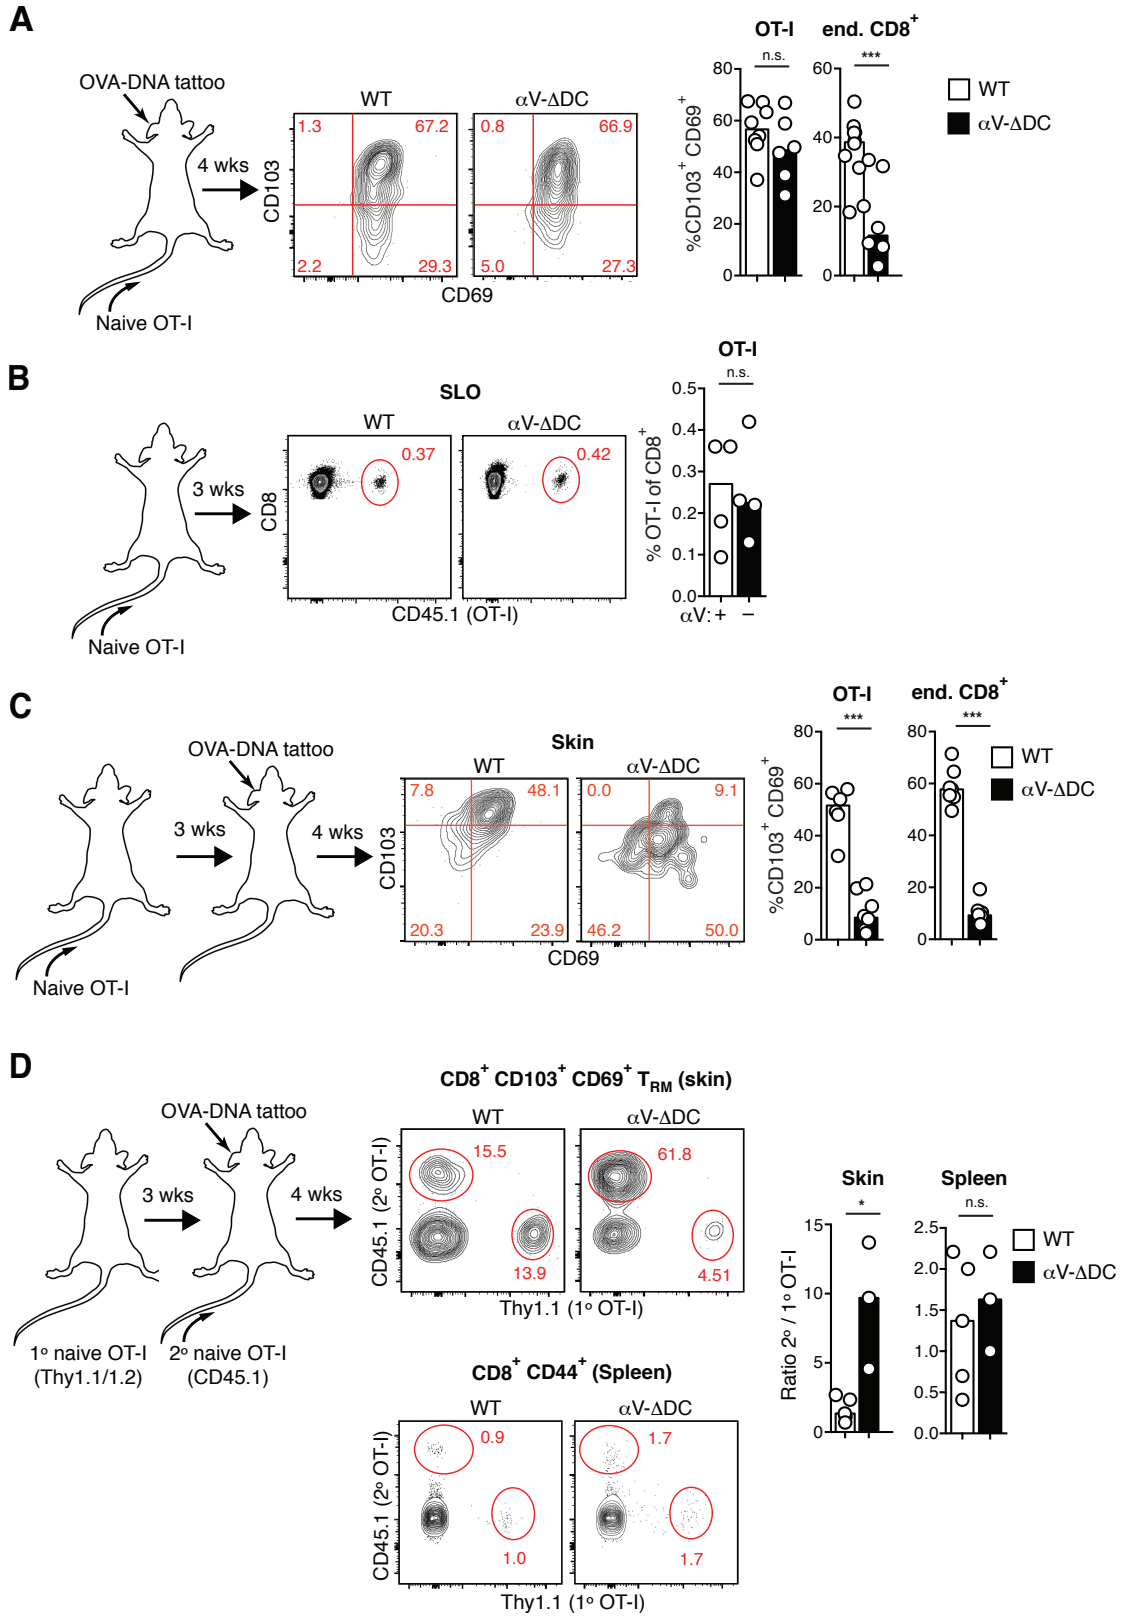 A
OVA-DNA tattoo
4 wks
Naive OT-I
WT
αV-ΔDC
1.3
67.2
2.2
29.3
0.8
66.9
5.0
27.3
CD103
CD69
OT-I
end. CD8+
n.s.
***
%CD103+ CD69+
80
60
40
20
0
60
40
20
0
WT
αV-ΔDC
B
3 wks
Naive OT-I
SLO
WT
αV-ΔDC
0.37
0.42
CD8
CD45.1 (OT-I)
OT-I
n.s.
% OT-I of CD8+
0.5
0.4
0.3
0.2
0.1
0.0
αV: + −
C
OVA-DNA tattoo
3 wks
4 wks
Naive OT-I
Skin
WT
αV-ΔDC
7.8
48.1
20.3
23.9
0.0
9.1
46.2
50.0
CD103
CD69
OT-I
end. CD8+
***
***
%CD103+ CD69+
80
60
40
20
0
80
60
40
20
0
WT
αV-ΔDC
D
OVA-DNA tattoo
3 wks
4 wks
1º naive OT-I
(Thy1.1/1.2)
2º naive OT-I
(CD45.1)
CD8+ CD103+ CD69+ TRM (skin)
WT
αV-ΔDC
15.5
13.9
61.8
4.51
CD45.1 (2º OT-I)
Thy1.1 (1º OT-I)
CD8+ CD44+ (Spleen)
WT
αV-ΔDC
0.9
1.0
1.7
1.7
CD45.1 (2º OT-I)
Thy1.1 (1º OT-I)
Skin
Spleen
*
n.s.
Ratio 2º / 1º OT-I
15
10
5
0
2.5
2.0
1.5
1.0
0.5
0.0
WT
αV-ΔDC